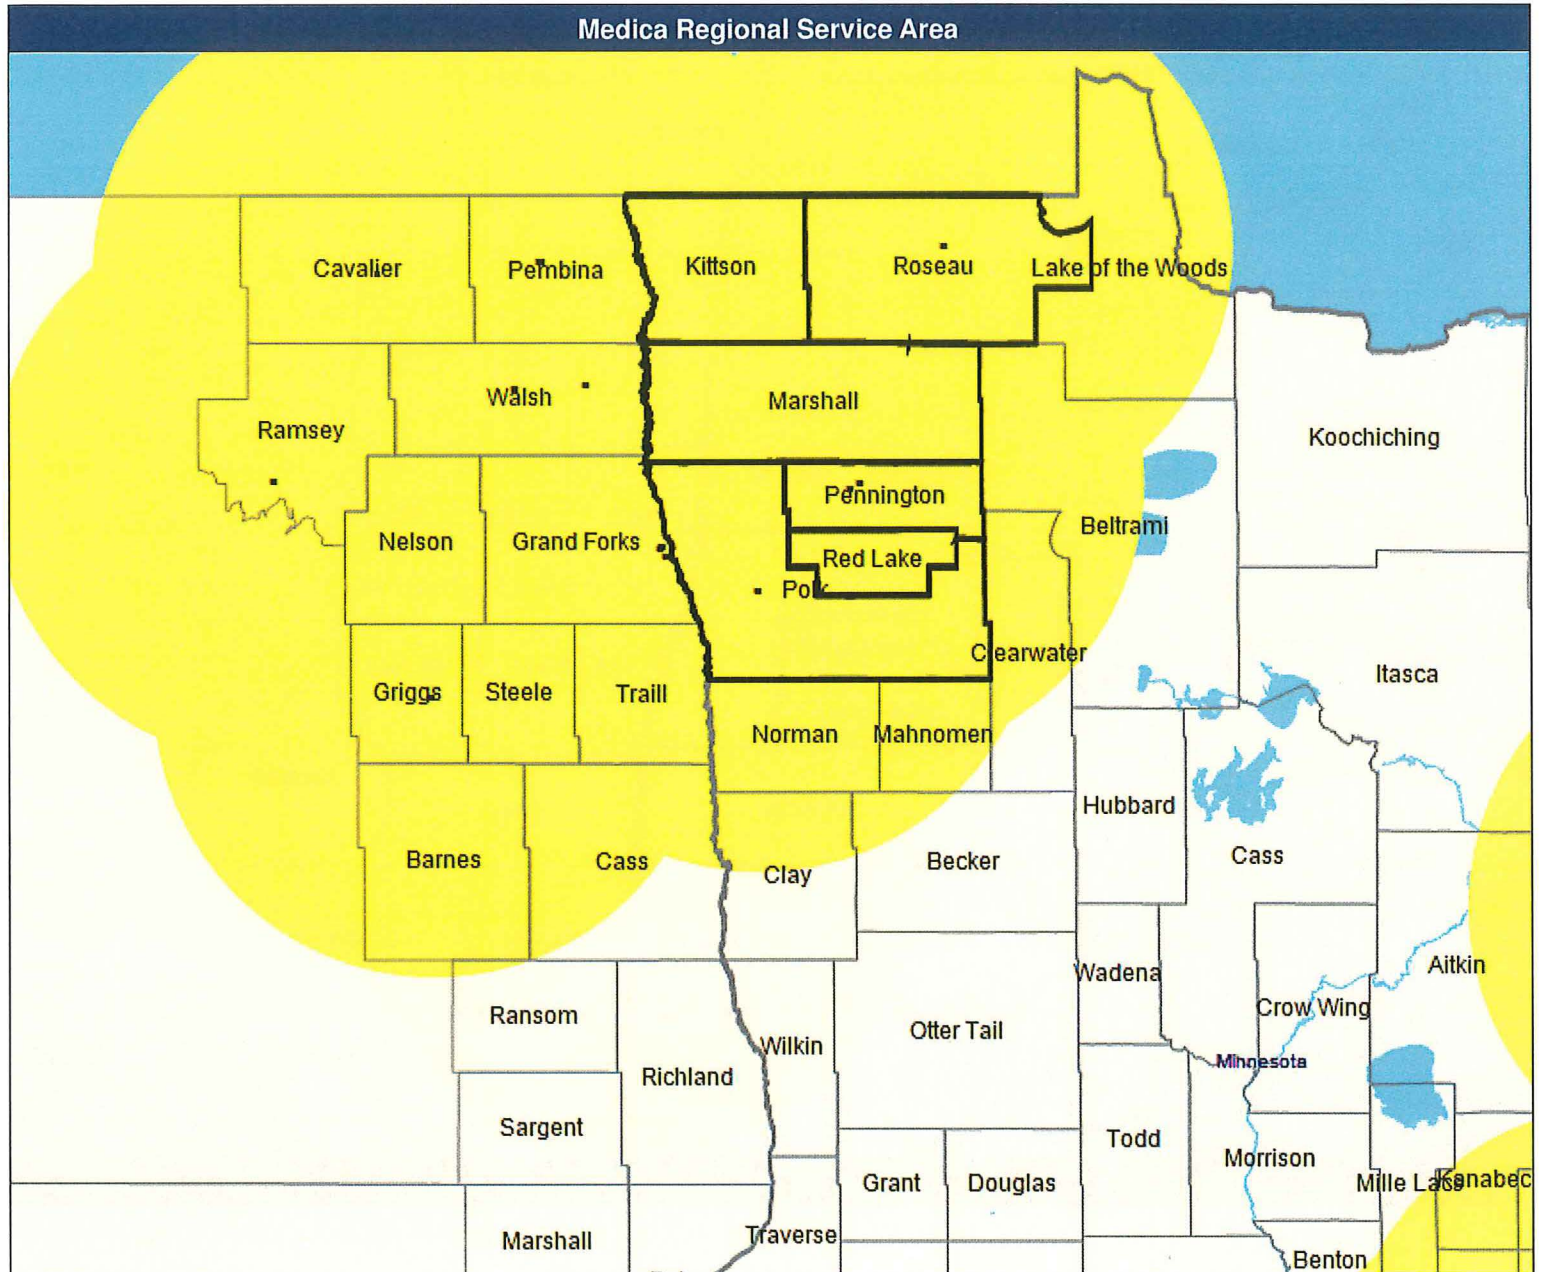 Medica Regional Service Area
Cavalier
Pembina
Kittson
Roseau
Lake of the Woods
Walsh
Marshall
Ramsey
Koochiching
Pennington
Nelson
Grand Forks
Beltrami
Red Lake
Polk
Clearwater
Itasca
Griggs
Steele
Traill
Norman
Mahnomen
Hubbard
Barnes
Cass
Clay
Becker
Cass
Wadena
Aitkin
Crow Wing
Ransom
Otter Tail
Wilkin
Minnesota
Richland
Sargent
Todd
Morrison
Grant
Douglas
Mille Lacs
Kanabec
Marshall
Traverse
Benton